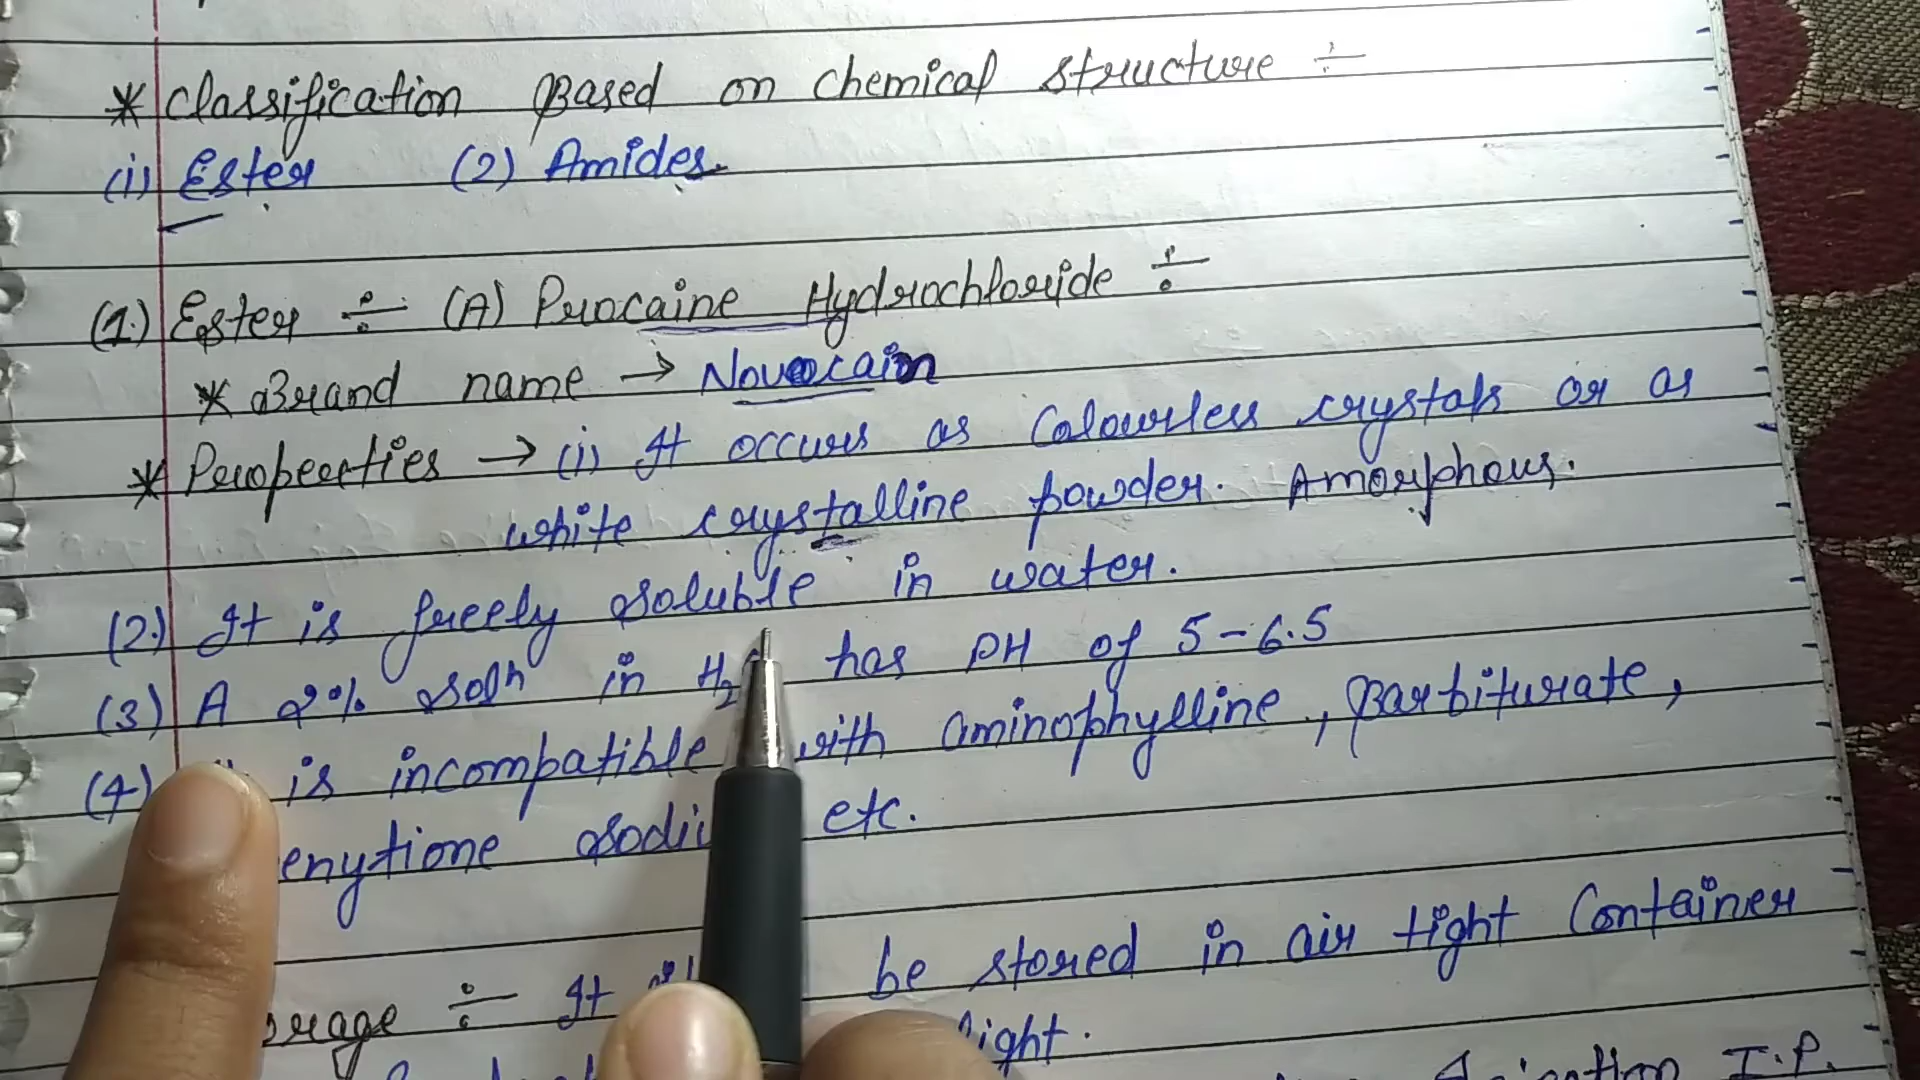 * Classification Based on chemical structure ÷
(i) Ester (2) Amides.
(1.) Ester ÷ (A) Procaine Hydrochloride ÷
* Brand name → Novocain
* Properties → (i) It occurs as Colourless crystals or as
white crystalline powder. Amorphous.
(2.) It is freely soluble in water.
(3) A 2% soln in H2 has PH of 5-6.5
(4) is incompatible with aminophylline, Barbiturate,
enytione sodi etc.
orage ÷ It be stored in air tight Container
light.
I.P.